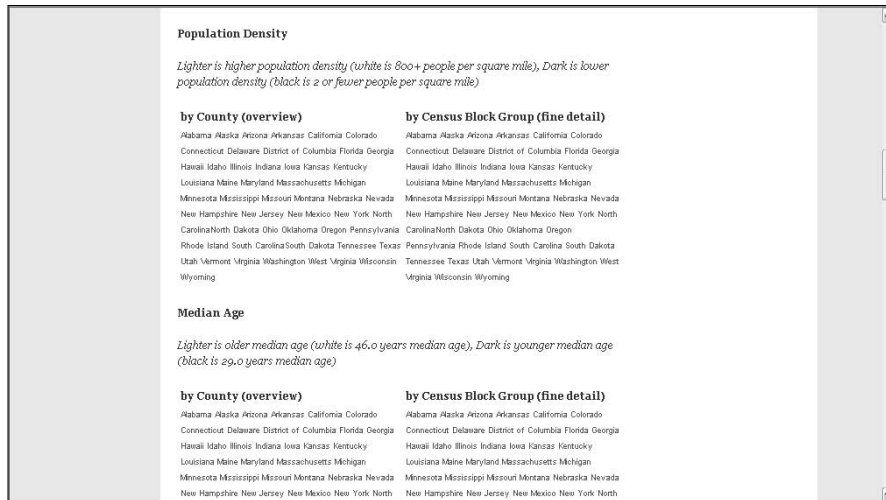 Population Density
Lighter is higher population density (white is 800+ people per square mile), Dark is lower
population density (black is 2 or fewer people per square mile)
by County (overview)
Alabama Alaska Arizona Arkansas California Colorado
Connecticut Delaware District of Columbia Florida Georgia
Hawaii Idaho Illinois Indiana Iowa Kansas Kentucky
Louisiana Maine Maryland Massachusetts Michigan
Minnesota Mississippi Missouri Montana Nebraska Nevada
New Hampshire New Jersey New Mexico New York North
CarolinaNorth Dakota Ohio Oklahoma Oregon Pennsylvania
Rhode Island South CarolinaSouth Dakota Tennessee Texas
Utah Vermont Virginia Washington West Virginia Wisconsin
Wyoming
by Census Block Group (fine detail)
Alabama Alaska Arizona Arkansas California Colorado
Connecticut Delaware District of Columbia Florida Georgia
Hawaii Idaho Illinois Indiana Iowa Kansas Kentucky
Louisiana Maine Maryland Massachusetts Michigan
Minnesota Mississippi Missouri Montana Nebraska Nevada
New Hampshire New Jersey New Mexico New York North
CarolinaNorth Dakota Ohio Oklahoma Oregon
Pennsylvania Rhode Island South Carolina South Dakota
Tennessee Texas Utah Vermont Virginia Washington West
Virginia Wisconsin Wyoming
Median Age
Lighter is older median age (white is 46.0 years median age), Dark is younger median age
(black is 29.0 years median age)
by County (overview)
Alabama Alaska Arizona Arkansas California Colorado
Connecticut Delaware District of Columbia Florida Georgia
Hawaii Idaho Illinois Indiana Iowa Kansas Kentucky
Louisiana Maine Maryland Massachusetts Michigan
Minnesota Mississippi Missouri Montana Nebraska Nevada
New Hampshire New Jersey New Mexico New York North
by Census Block Group (fine detail)
Alabama Alaska Arizona Arkansas California Colorado
Connecticut Delaware District of Columbia Florida Georgia
Hawaii Idaho Illinois Indiana Iowa Kansas Kentucky
Louisiana Maine Maryland Massachusetts Michigan
Minnesota Mississippi Missouri Montana Nebraska Nevada
New Hampshire New Jersey New Mexico New York North